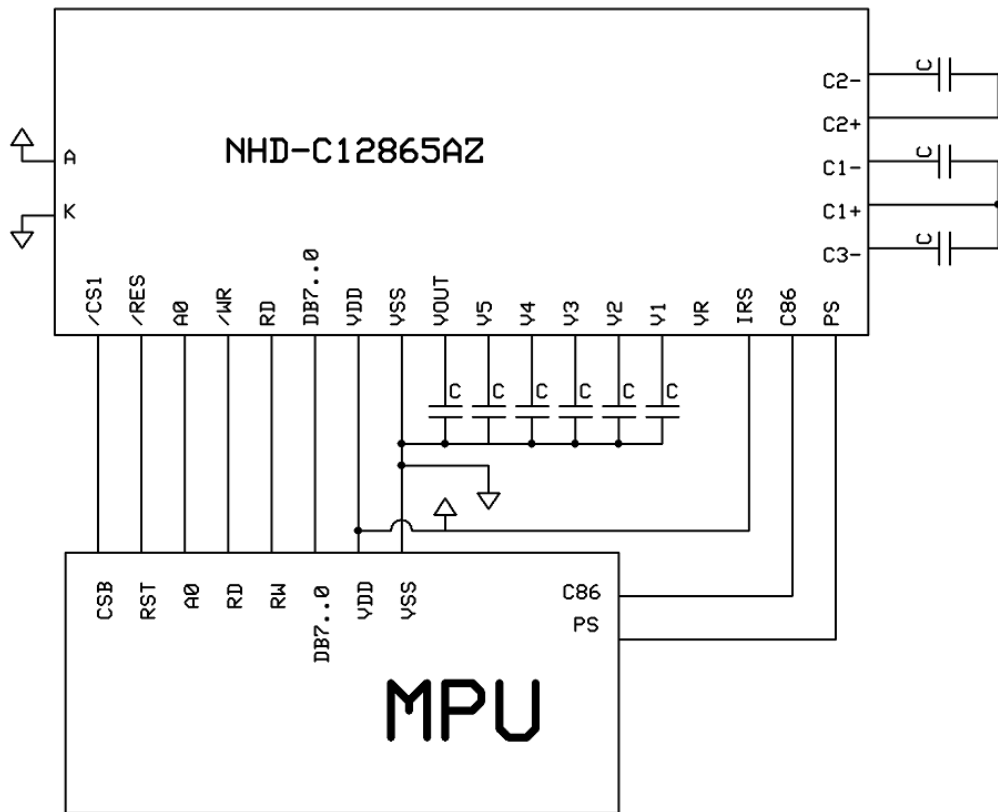 C2-
C
C2+
NHD-C12865AZ
A
C1-
C
K
C1+
C3-
C
/CS1
/RES
A0
/WR
RD
DB7..0
VDD
VSS
VOUT
V5
V4
V3
V2
V1
VR
IRS
C86
PS
C
C
C
C
C
C
CSB
RST
A0
RD
RW
DB7..0
VDD
VSS
C86
PS
MPU